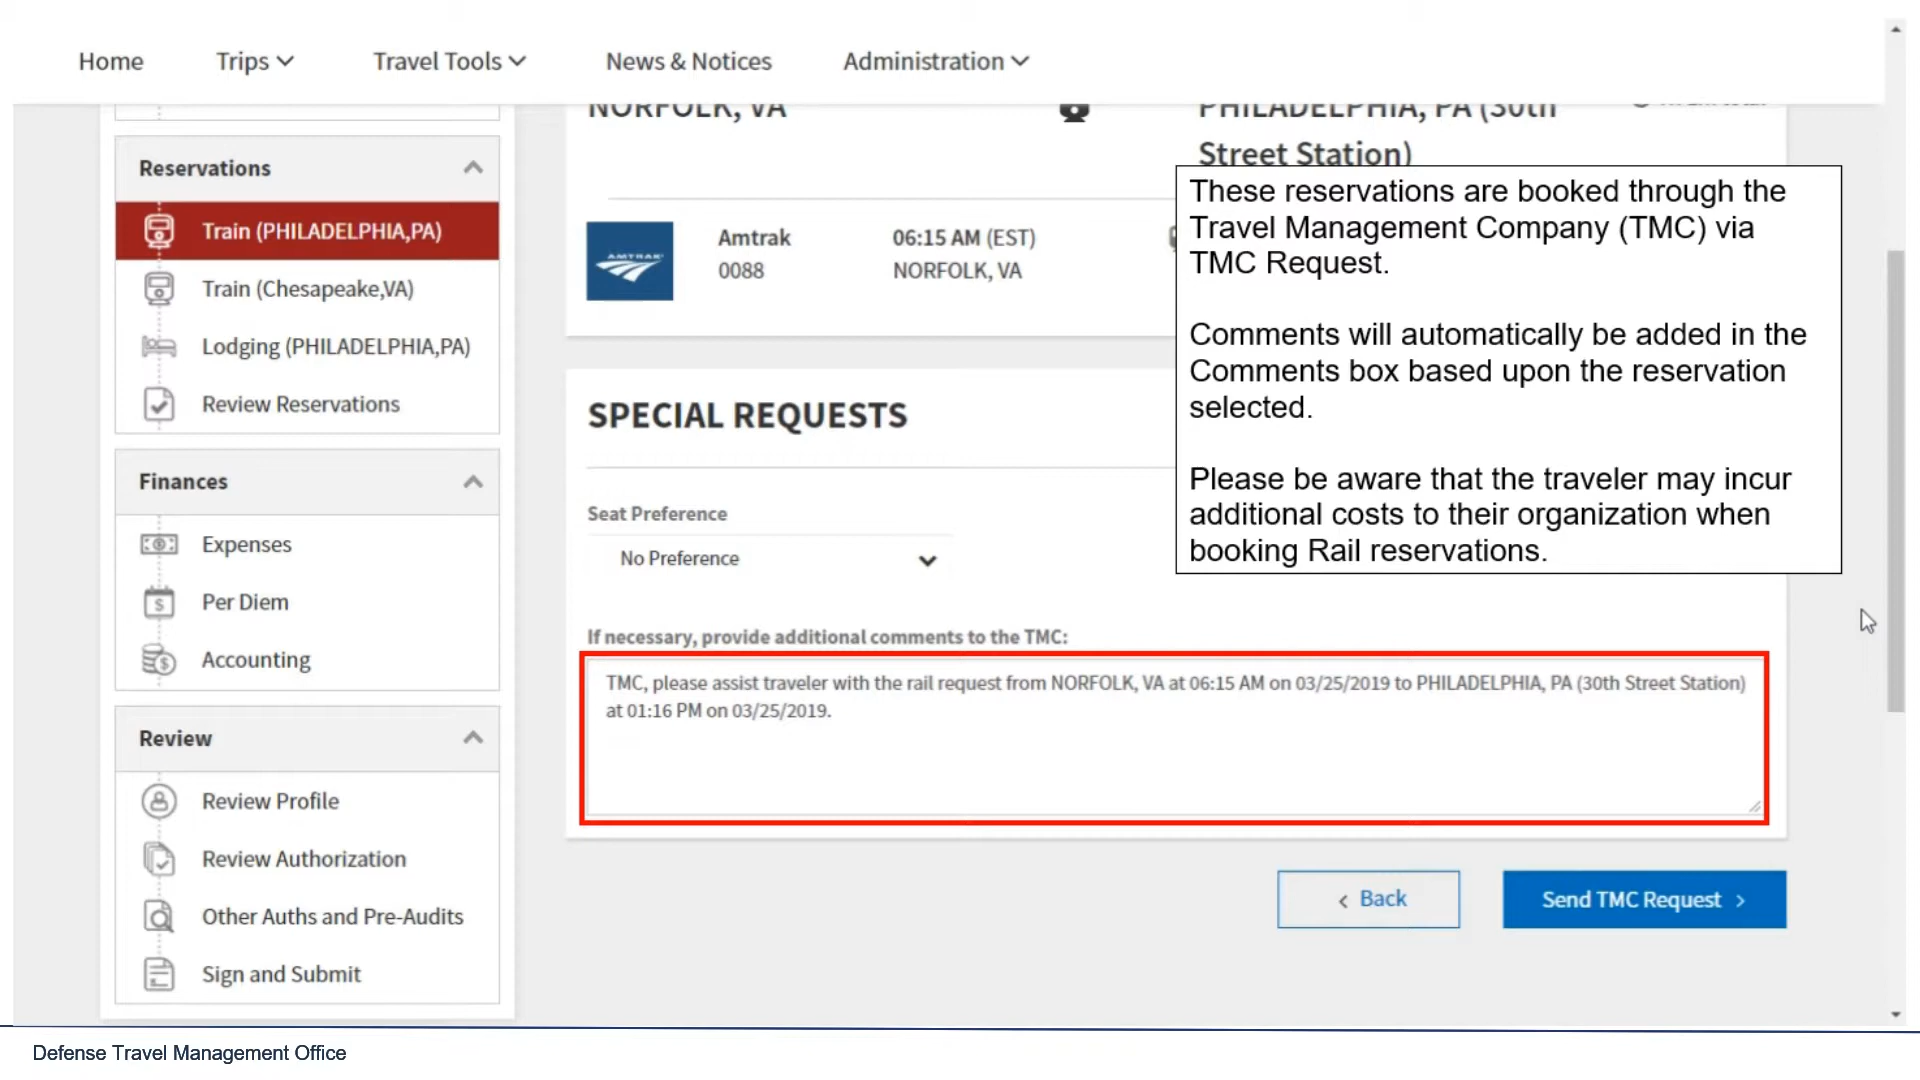 Home Trips Travel Tools News & Notices Administration
NORFOLK, VA
PHILADELPHIA, PA (30th
Street Station)
Reservations
Train (PHILADELPHIA,PA)
Train (Chesapeake,VA)
Lodging (PHILADELPHIA,PA)
Review Reservations
Finances
Expenses
Per Diem
Accounting
Review
Review Profile
Review Authorization
Other Auths and Pre-Audits
Sign and Submit
AMTRAK
Amtrak
0088
06:15 AM (EST)
NORFOLK, VA
These reservations are booked through the
Travel Management Company (TMC) via
TMC Request.
Comments will automatically be added in the
Comments box based upon the reservation
selected.
Please be aware that the traveler may incur
additional costs to their organization when
booking Rail reservations.
SPECIAL REQUESTS
Seat Preference
No Preference
If necessary, provide additional comments to the TMC:
TMC, please assist traveler with the rail request from NORFOLK, VA at 06:15 AM on 03/25/2019 to PHILADELPHIA, PA (30th Street Station)
at 01:16 PM on 03/25/2019.
Back
Send TMC Request
Defense Travel Management Office